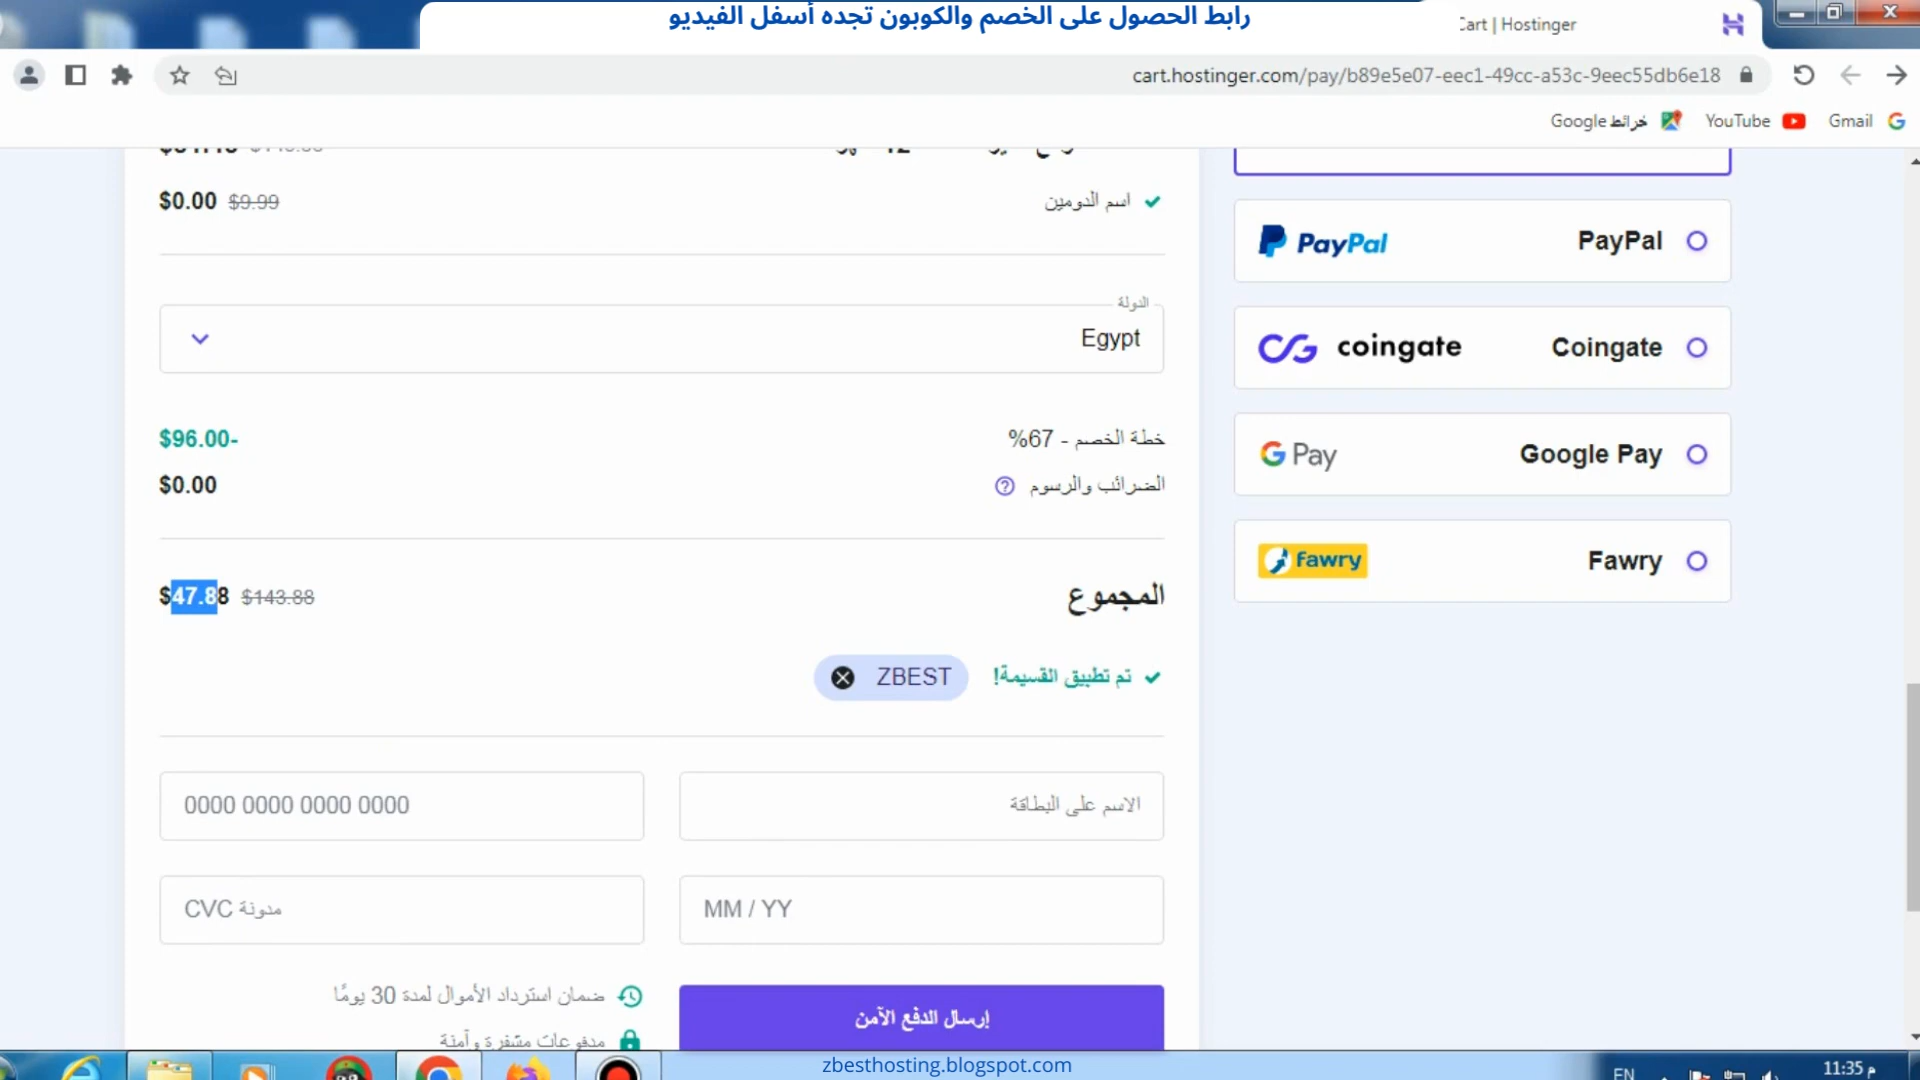 رابط الحصول على الخصم والكوبون تجده أسفل الفيديو
Cart | Hostinger
cart.hostinger.com/pay/b89e5e07-eec1-49cc-a53c-9eec55db6e18
خرائط Google
YouTube
Gmail
اسم الدومين
$0.00 $9.99
الدولة
Egypt
خطة الخصم - 67%
$96.00-
الضرائب والرسوم
$0.00
المجموع
$47.88 $143.88
تم تطبيق القسيمة!
ZBEST
الاسم على البطاقة
0000 0000 0000 0000
MM / YY
مدونة CVC
إرسال الدفع الآمن
ضمان استرداد الأموال لمدة 30 يومًا
مدفوعات مشفرة وآمنة
PayPal PayPal
coingate Coingate
G Pay Google Pay
fawry Fawry
zbesthosting.blogspot.com
EN
11:35 م